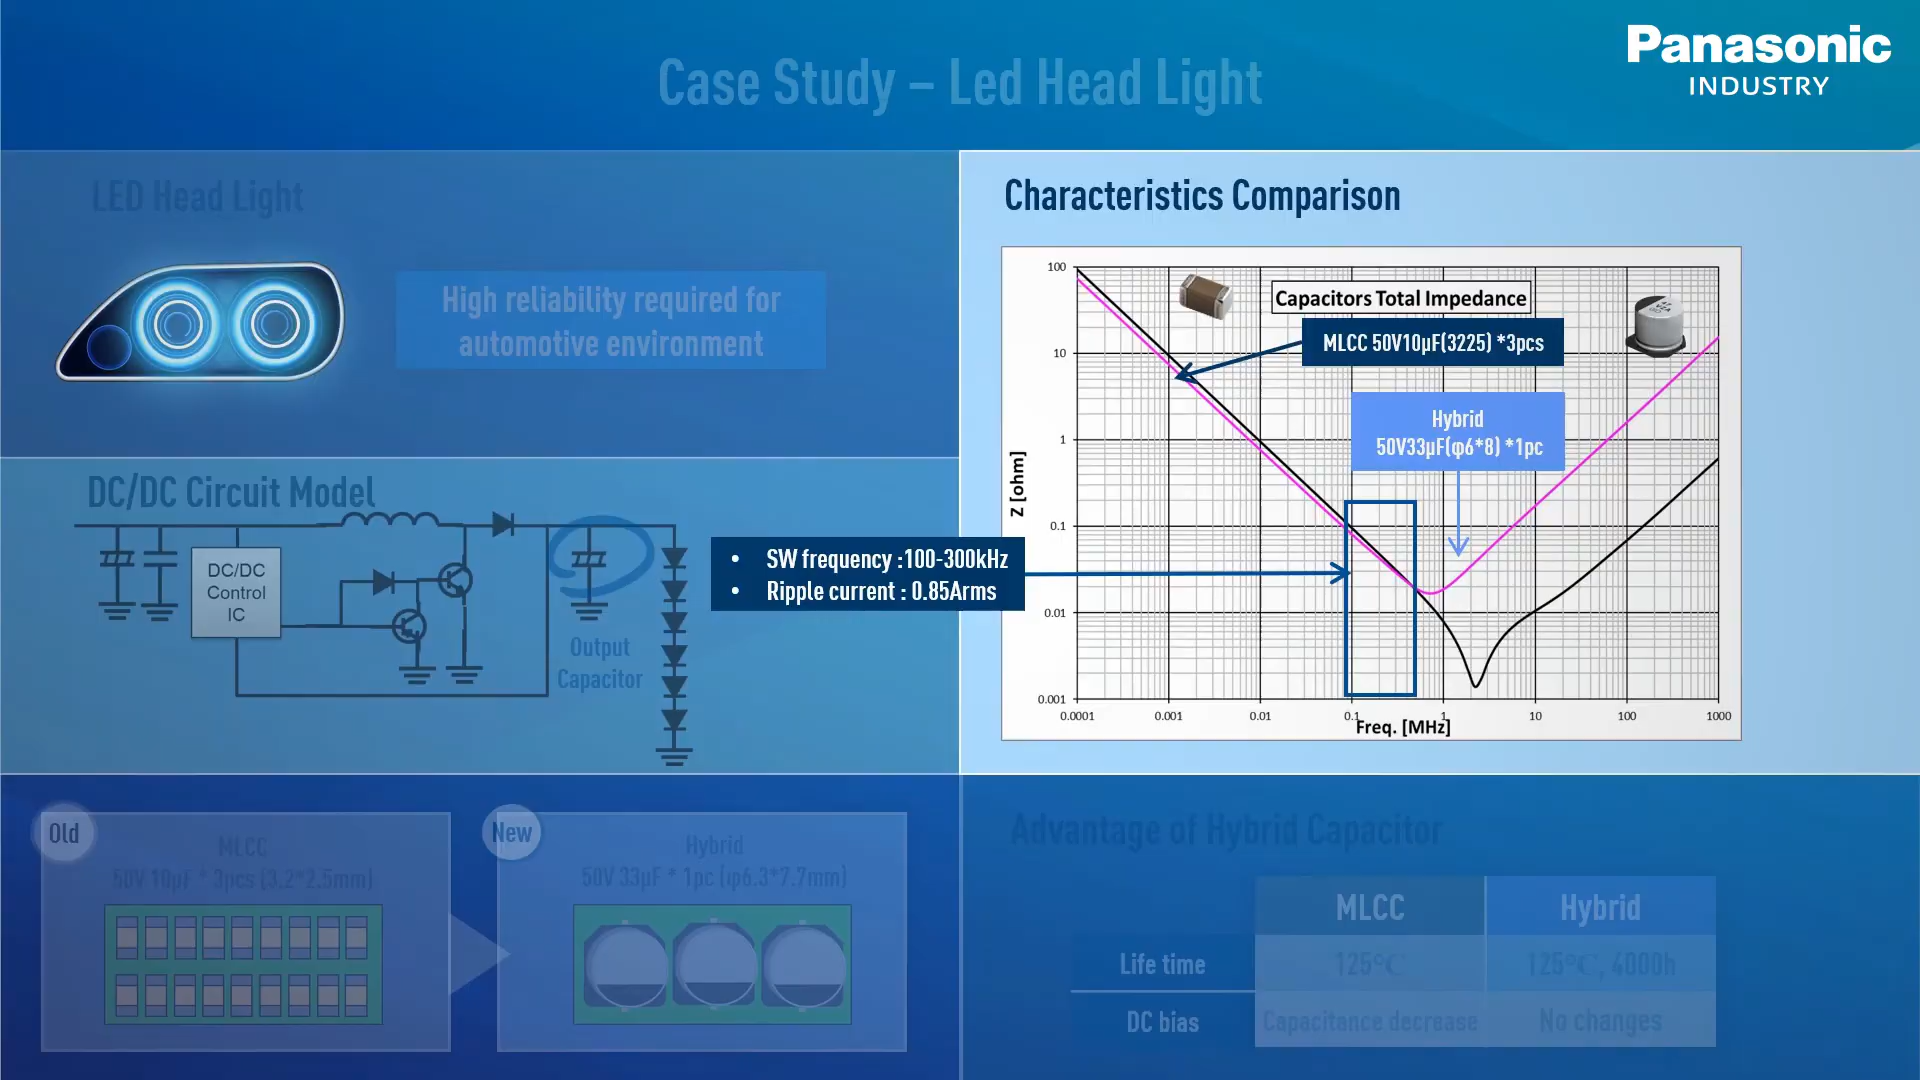 Case Study – Led Head Light
Panasonic
INDUSTRY
LED Head Light
High reliability required for
automotive environment
DC/DC Circuit Model
DC/DC
Control
IC
Output
Capacitor
• SW frequency :100-300kHz
• Ripple current : 0.85Arms
Characteristics Comparison
Capacitors Total Impedance
MLCC 50V10μF(3225) *3pcs
Hybrid
50V33μF(φ6*8) *1pc
Z [ohm]
100
10
1
0.1
0.01
0.001
0.0001 0.001 0.01 0.1 1 10 100 1000
Freq. [MHz]
Old
MLCC
50V 10μF * 3pcs (3.2*2.5mm)
New
Hybrid
50V 33μF * 1pc (φ6.3*7.7mm)
Advantage of Hybrid Capacitor
MLCC Hybrid
Life time 125°C 125°C, 4000h
DC bias Capacitance decrease No changes